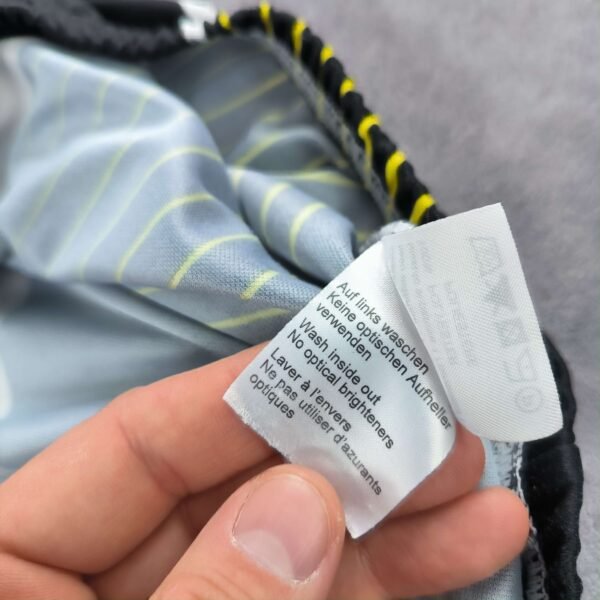 Auf links waschen
Keine optischen Aufheller
verwenden
Wash inside out
No optical brighteners
Laver à l'envers
Ne pas utiliser d'azurants
optiques